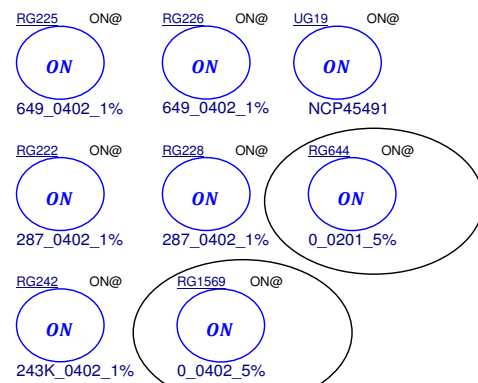 RG225 ON@ RG226 ON@ UG19 ON@
ON ON ON
649_0402_1% 649_0402_1% NCP45491
RG222 ON@ RG228 ON@ RG644 ON@
ON ON ON
287_0402_1% 287_0402_1% 0_0201_5%
RG242 ON@ RG1569 ON@
ON ON
243K_0402_1% 0_0402_5%